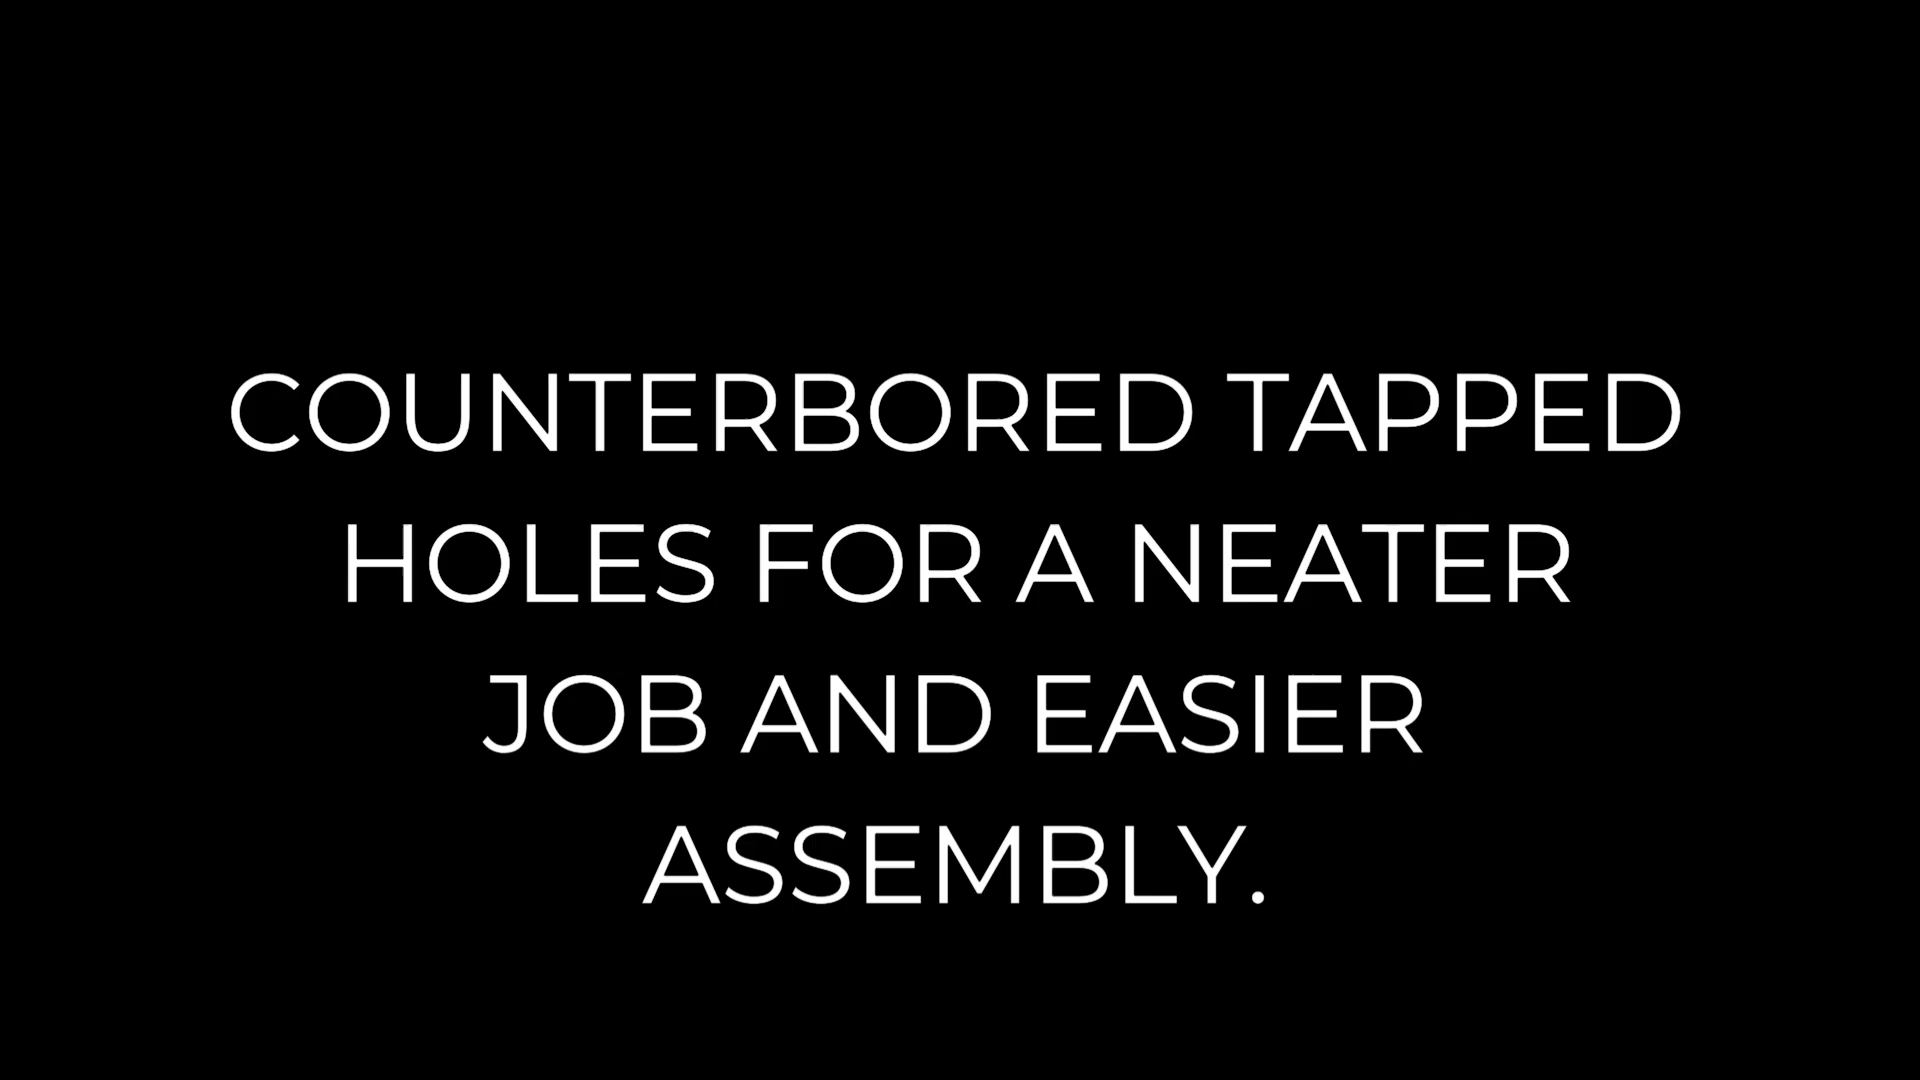 COUNTERBORED TAPPED
HOLES FOR A NEATER
JOB AND EASIER
ASSEMBLY.